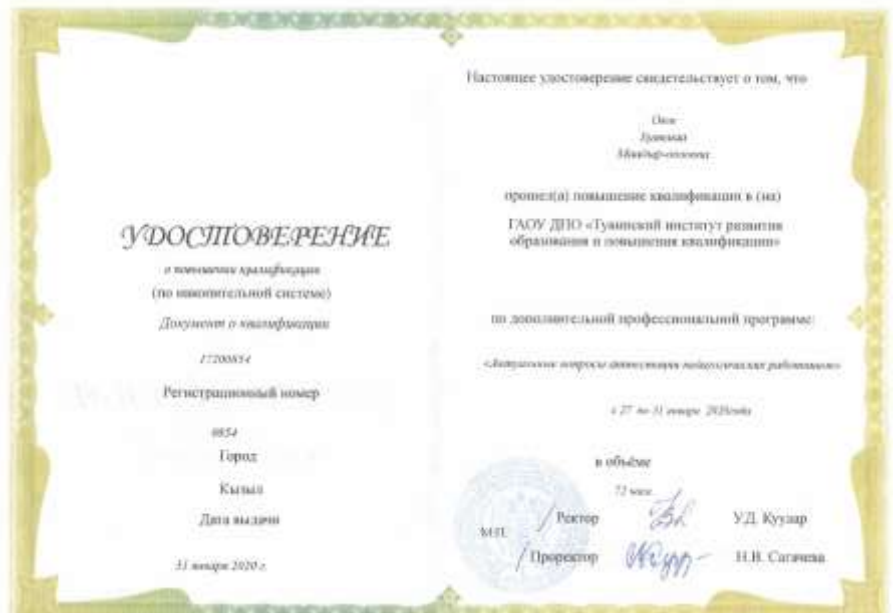 УДОСТОВЕРЕНИЕ
о повышении квалификации
(по накопительной системе)
Документ о квалификации
17200854
Регистрационный номер
0854
Город
Кызыл
Дата выдачи
31 января 2020 г.
Настоящее удостоверение свидетельствует о том, что
прошел(а) повышение квалификации в (на)
ГАОУ ДПО «Тувинский институт развития
образования и повышения квалификации»
по дополнительной профессиональной программе:
«Актуальные вопросы аттестации педагогических работников»
с 27 по 31 января 2020года
в объёме
72 часа
М.П.
Ректор
У.Д. Куулар
Проректор
Н.В. Сагачева